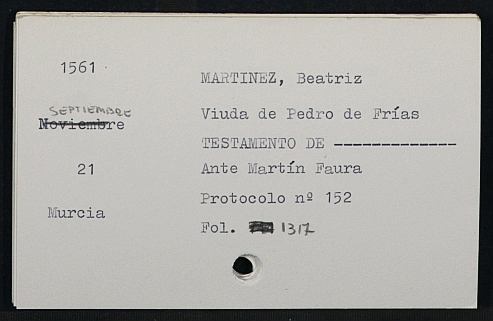 1561
MARTINEZ, Beatriz
SEPTIEMBRE
Noviembre
Viuda de Pedro de Frías
TESTAMENTO DE -------------
21
Ante Martín Faura
Protocolo nº 152
Murcia
Fol. 1317